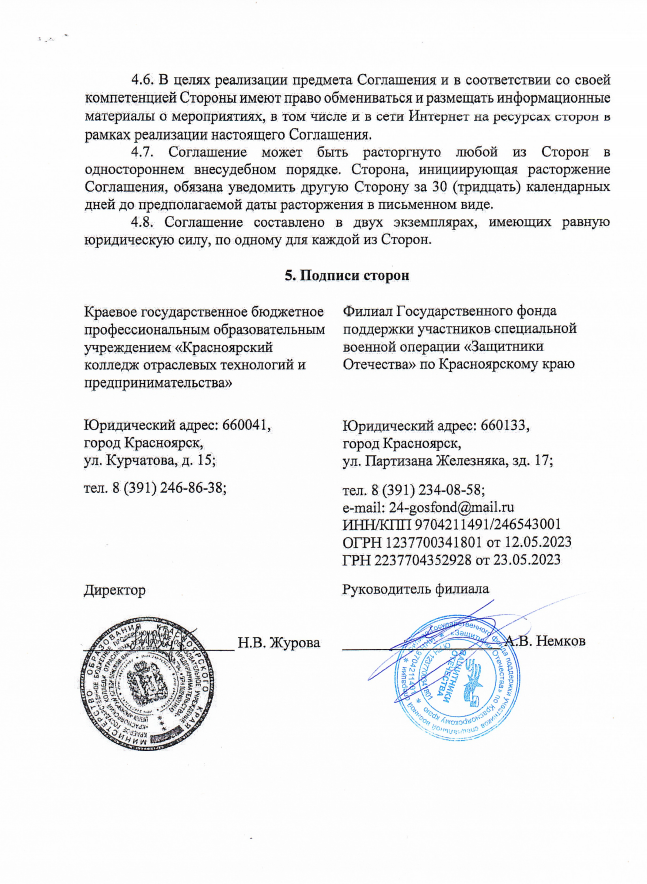 4.6. В целях реализации предмета Соглашения и в соответствии со своей
компетенцией Стороны имеют право обмениваться и размещать информационные
материалы о мероприятиях, в том числе и в сети Интернет на ресурсах сторон в
рамках реализации настоящего Соглашения.
4.7. Соглашение может быть расторгнуто любой из Сторон в
одностороннем внесудебном порядке. Сторона, инициирующая расторжение
Соглашения, обязана уведомить другую Сторону за 30 (тридцать) календарных
дней до предполагаемой даты расторжения в письменном виде.
4.8. Соглашение составлено в двух экземплярах, имеющих равную
юридическую силу, по одному для каждой из Сторон.
5. Подписи сторон
Краевое государственное бюджетное
профессиональным образовательным
учреждением «Красноярский
колледж отраслевых технологий и
предпринимательства»
Юридический адрес: 660041,
город Красноярск,
ул. Курчатова, д. 15;
тел. 8 (391) 246-86-38;
Директор
Н.В. Журова
МИНИСТЕРСТВО ОБРАЗОВАНИЯ КРАСНОЯРСКОГО КРАЯ
Филиал Государственного фонда
поддержки участников специальной
военной операции «Защитники
Отечества» по Красноярскому краю
Юридический адрес: 660133,
город Красноярск,
ул. Партизана Железняка, зд. 17;
тел. 8 (391) 234-08-58;
e-mail: 24-gosfond@mail.ru
ИНН/КПП 9704211491/246543001
ОГРН 1237700341801 от 12.05.2023
ГРН 2237704352928 от 23.05.2023
Руководитель филиала
А.В. Немков
ЗАЩИТНИКИ
ОТЕЧЕСТВА